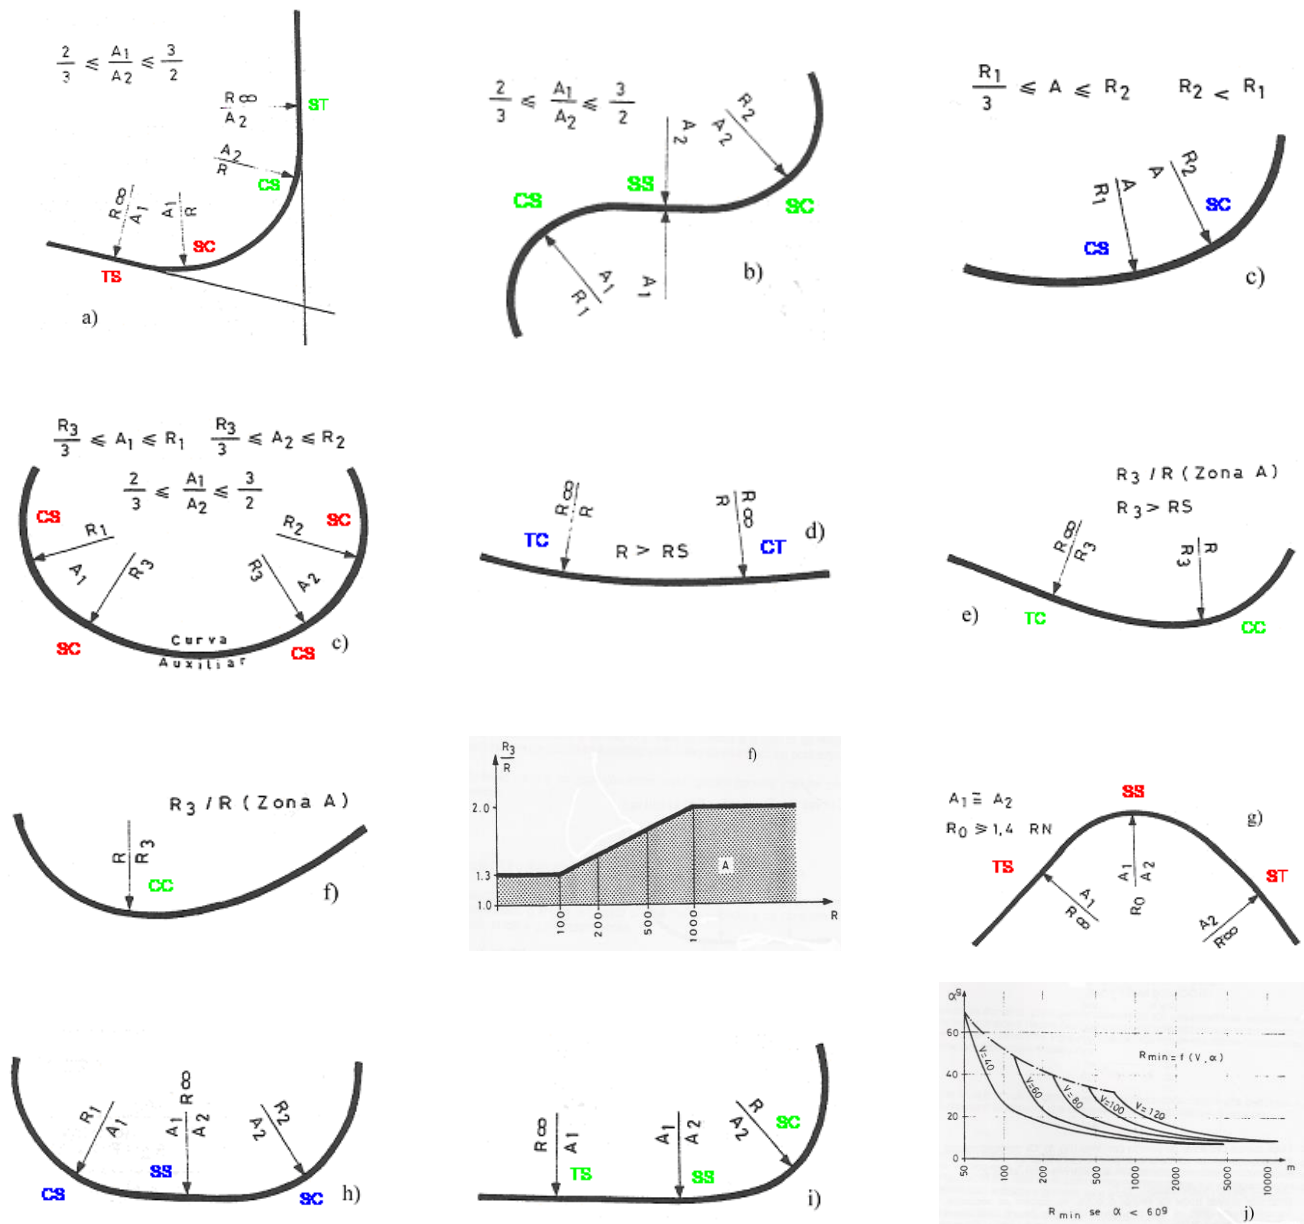 2/3 ≤ A1/A2 ≤ 3/2
R∞/A2
ST
A2/R
CS
R∞ A1
A1 R
SC
TS
a)
2/3 ≤ A1/A2 ≤ 3/2
R2 A2
A2
SS
CS
SC
A1 R1
A1
b)
R1/3 ≤ A ≤ R2 R2 < R1
R2 A
A R1
SC
CS
c)
R3/3 ≤ A1 ≤ R1 R3/3 ≤ A2 ≤ R2
2/3 ≤ A1/A2 ≤ 3/2
CS
SC
R1
R2
A1
R3
R3
A2
Curva
Auxiliar
SC
CS
c)
R∞ R
R∞ R
TC
R > RS
CT
d)
R3 / R (Zona A)
R3 > RS
R∞ R3
R R3
TC
CC
e)
R3 / R (Zona A)
R R3
CC
f)
R3/R
f)
2.0
1.3
1.0
A
100
200
500
1000
R
SS
A1 ≅ A2
R0 ≥ 1,4 RN
g)
TS
ST
A1 A2
R0
A1 R∞
A2 R∞
R1 A1
R∞
A1 A2
R2 A2
SS
CS
SC
h)
R∞ A1
A1 A2
R A2
SC
TS
SS
i)
αg
60
40
20
0
Rmin = f (V,α)
V=40
V=60
V=80
V=100
V=120
50
100
200
500
1000
2000
5000
10000
m
Rmin se α < 60g
j)